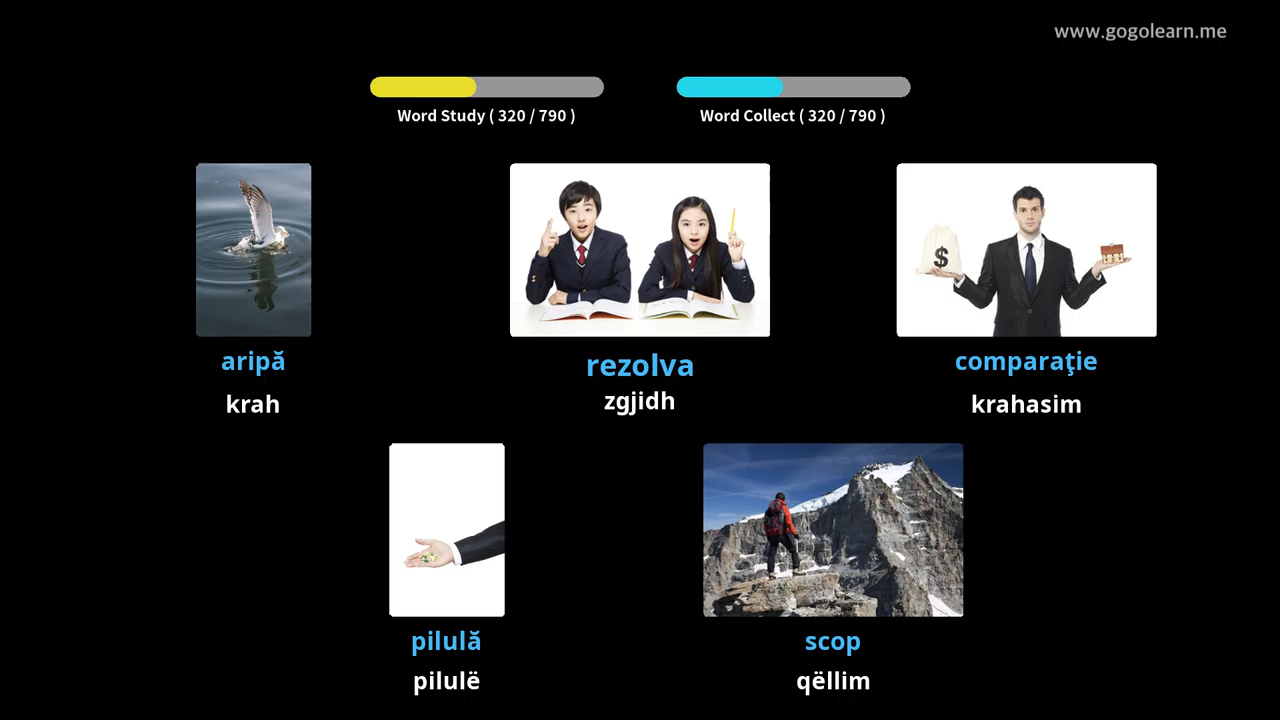 www.gogolearn.me
Word Study ( 320 / 790 )
Word Collect ( 320 / 790 )
aripă
krah
rezolva
zgjidh
comparaţie
krahasim
$
pilulă
pilulë
scop
qëllim